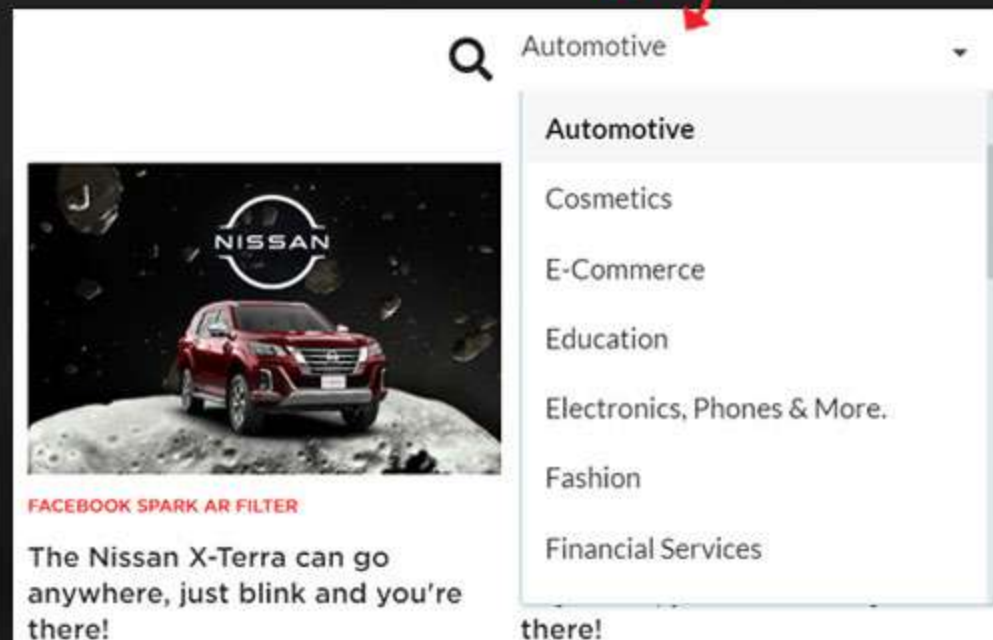 Automotive
Automotive
Cosmetics
E-Commerce
Education
Electronics, Phones & More.
Fashion
Financial Services
NISSAN
FACEBOOK SPARK AR FILTER
The Nissan X-Terra can go
anywhere, just blink and you're
there!
there!